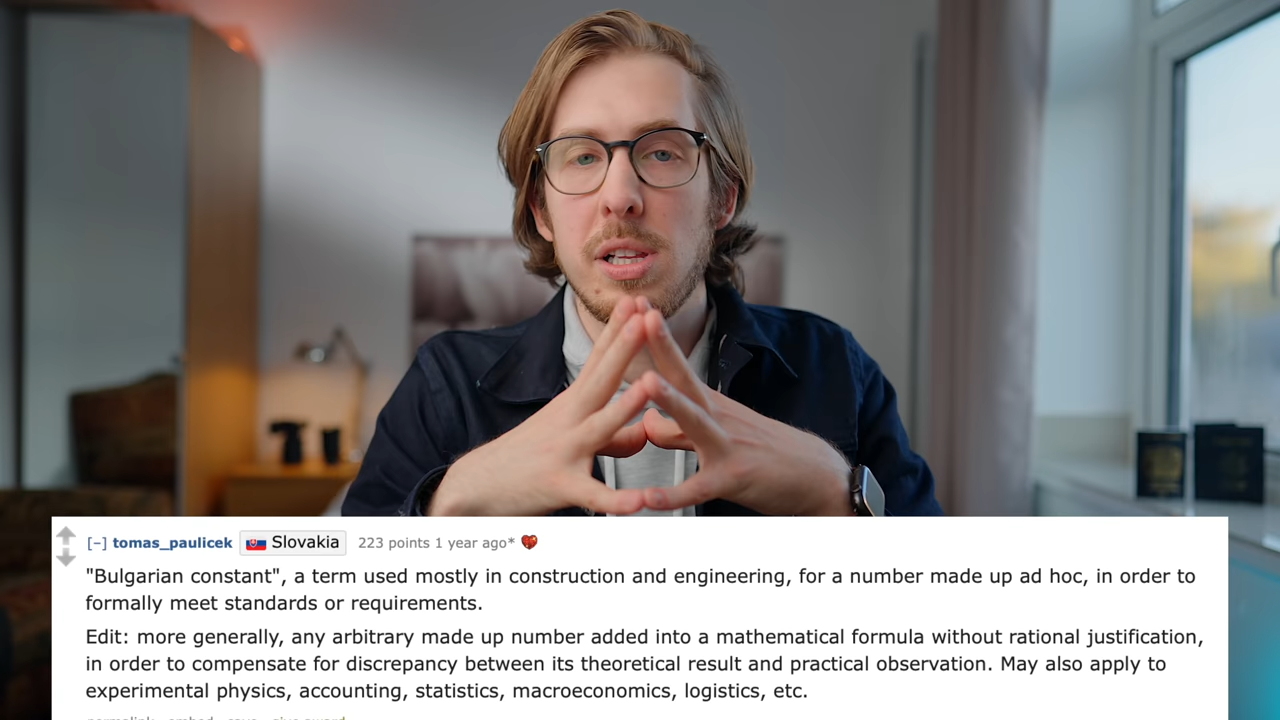 [–] tomas_paulicek Slovakia 223 points 1 year ago*
"Bulgarian constant", a term used mostly in construction and engineering, for a number made up ad hoc, in order to
formally meet standards or requirements.
Edit: more generally, any arbitrary made up number added into a mathematical formula without rational justification,
in order to compensate for discrepancy between its theoretical result and practical observation. May also apply to
experimental physics, accounting, statistics, macroeconomics, logistics, etc.